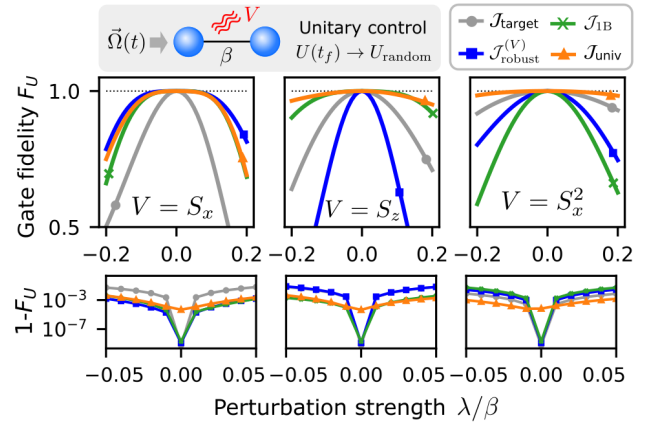 V
Ω⃗(t)
β
Unitary control
U(t_f) → U_random
J_target
J_robust^(V)
J_1B
J_univ
Gate fidelity F_U
1.0
0.5
V = S_x
V = S_z
V = S_x^2
−0.2 0.0 0.2
−0.2 0.0 0.2
−0.2 0.0 0.2
1-F_U
10^−3
10^−7
−0.05 0.00 0.05
−0.05 0.00 0.05
−0.05 0.00 0.05
Perturbation strength λ/β